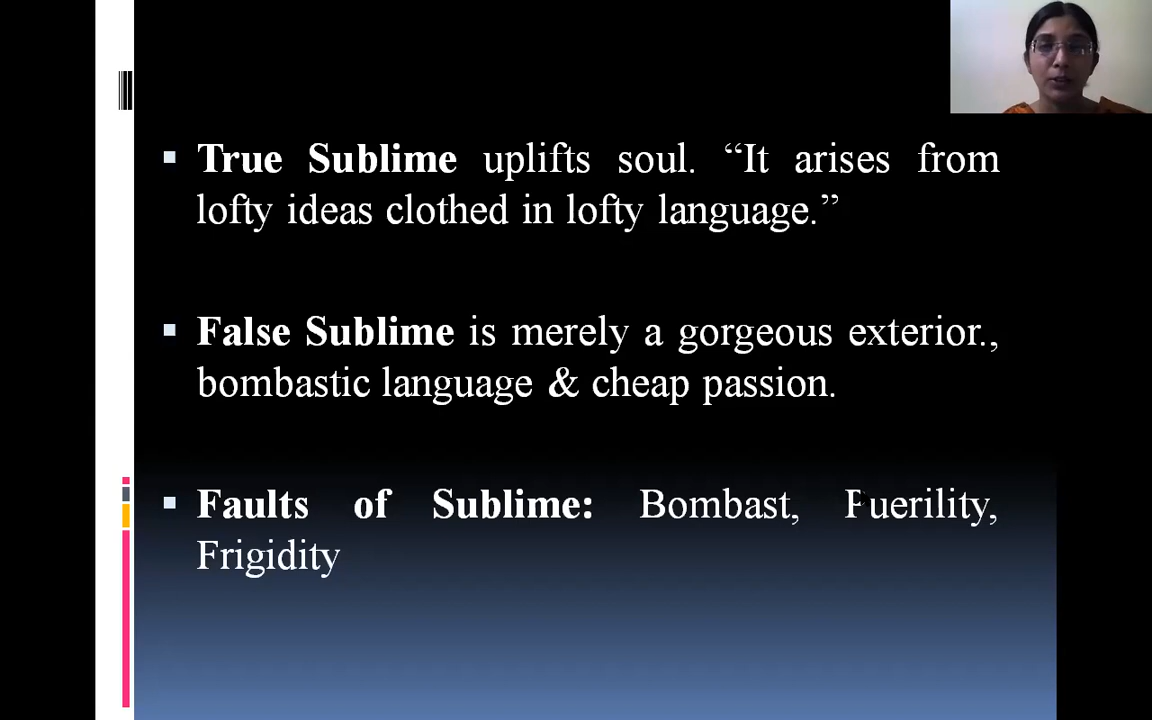 True Sublime uplifts soul. “It arises from
lofty ideas clothed in lofty language.”
False Sublime is merely a gorgeous exterior.,
bombastic language & cheap passion.
Faults of Sublime: Bombast, Puerility,
Frigidity